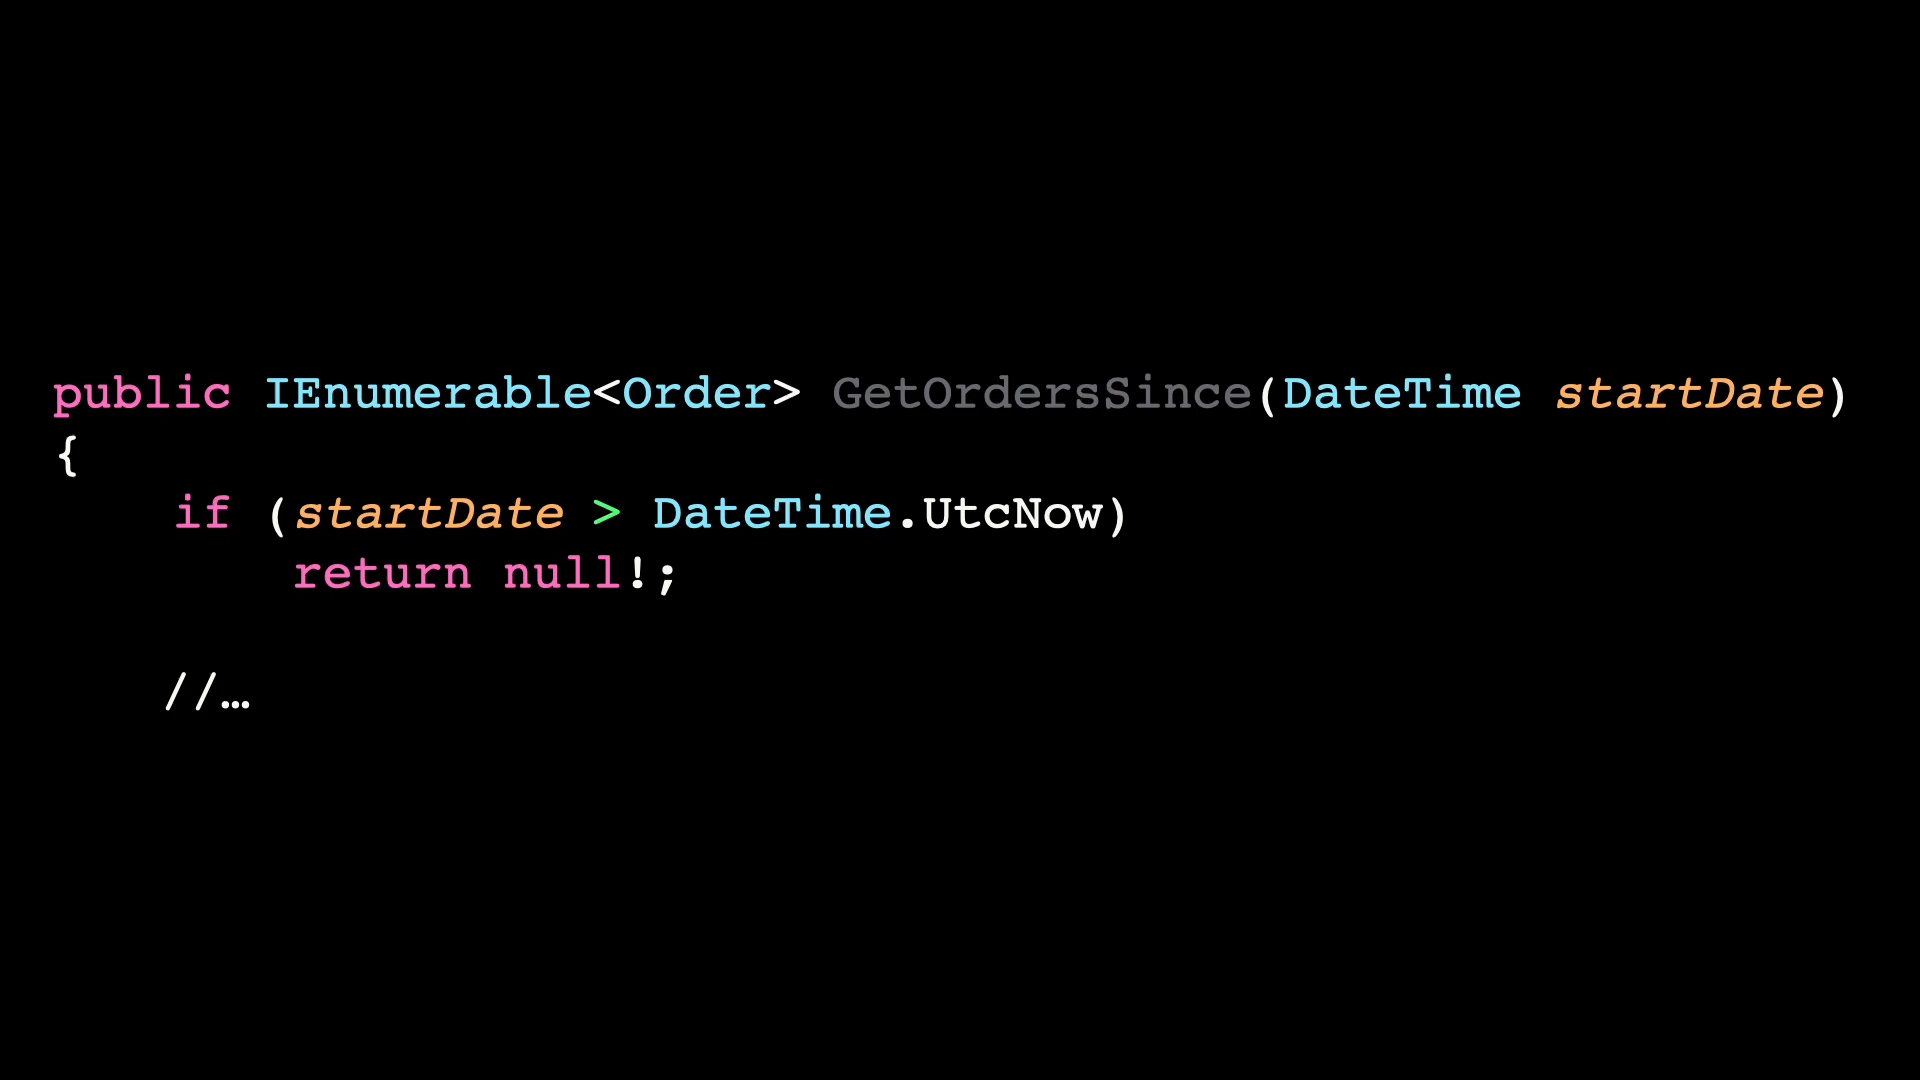 public IEnumerable<Order> GetOrdersSince(DateTime startDate)
{
    if (startDate > DateTime.UtcNow)
        return null!;
    //…